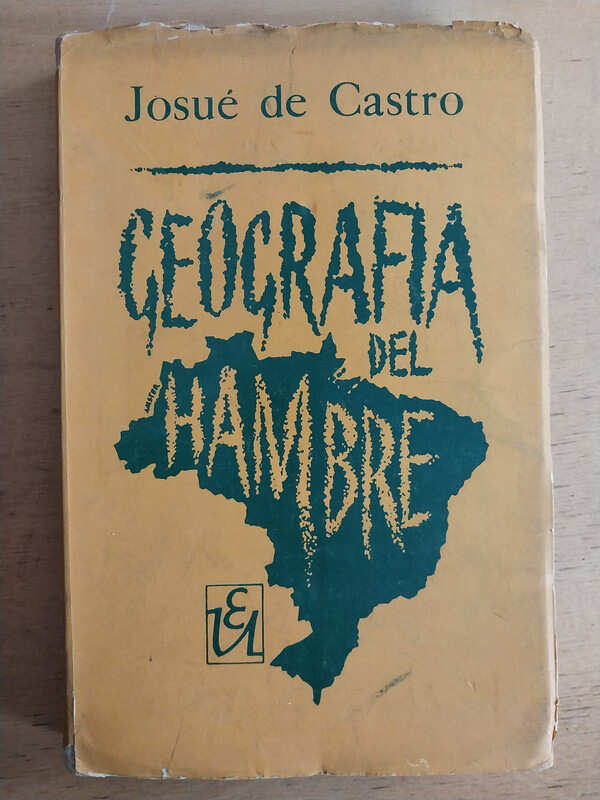 Josué de Castro
GEOGRAFIA
DEL
HAMBRE
EU